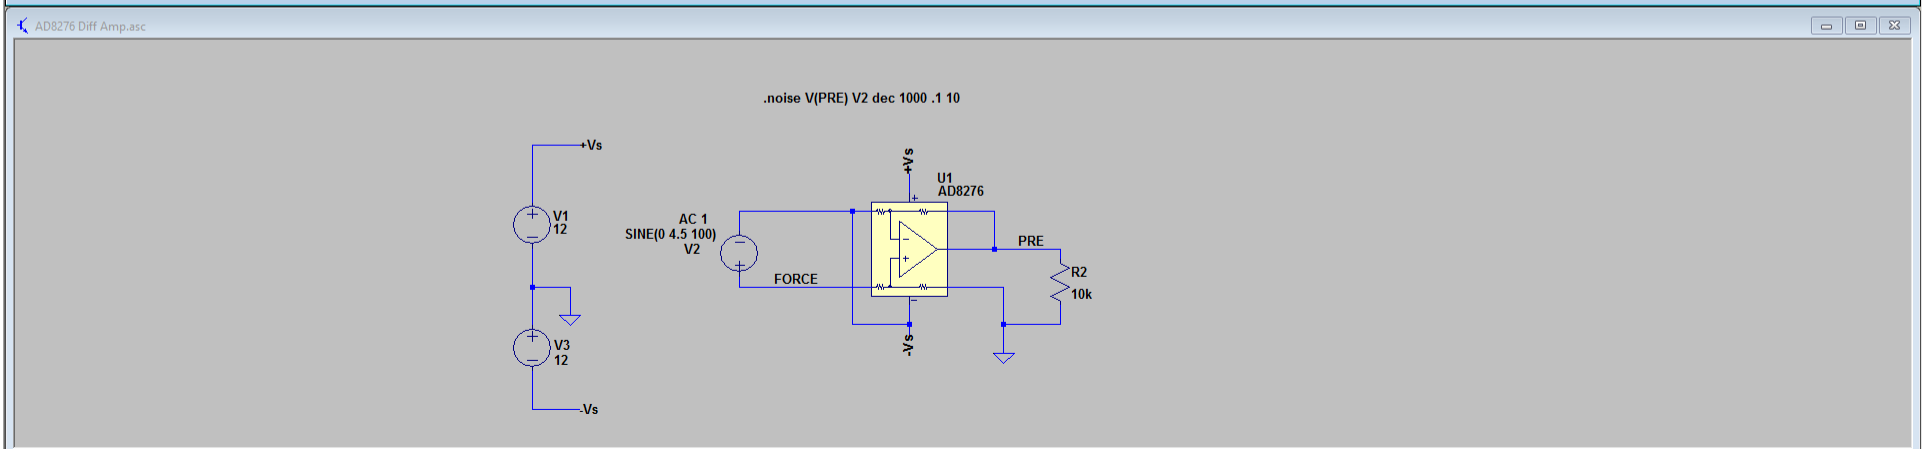 AD8276 Diff Amp.asc
.noise V(PRE) V2 dec 1000 .1 10
+Vs
+Vs
U1
AD8276
V1
12
AC 1
SINE(0 4.5 100)
V2
PRE
FORCE
R2
10k
V3
12
-Vs
-Vs